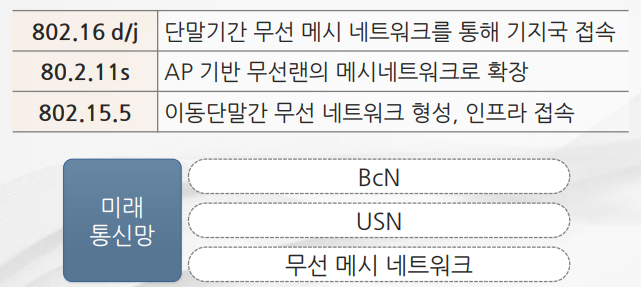 802.16 d/j 단말기간 무선 메시 네트워크를 통해 기지국 접속
80.2.11s AP 기반 무선랜의 메시네트워크로 확장
802.15.5 이동단말간 무선 네트워크 형성, 인프라 접속
미래
통신망
BcN
USN
무선 메시 네트워크